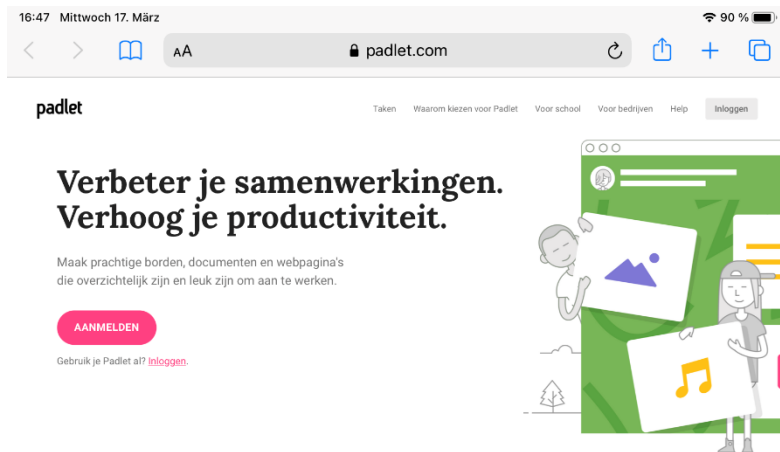 16:47 Mittwoch 17. März 90 %
AA padlet.com
padlet
Taken Waarom kiezen voor Padlet Voor school Voor bedrijven Help Inloggen
Verbeter je samenwerkingen.
Verhoog je productiviteit.
Maak prachtige borden, documenten en webpagina's
die overzichtelijk zijn en leuk zijn om aan te werken.
AANMELDEN
Gebruik je Padlet al? Inloggen.